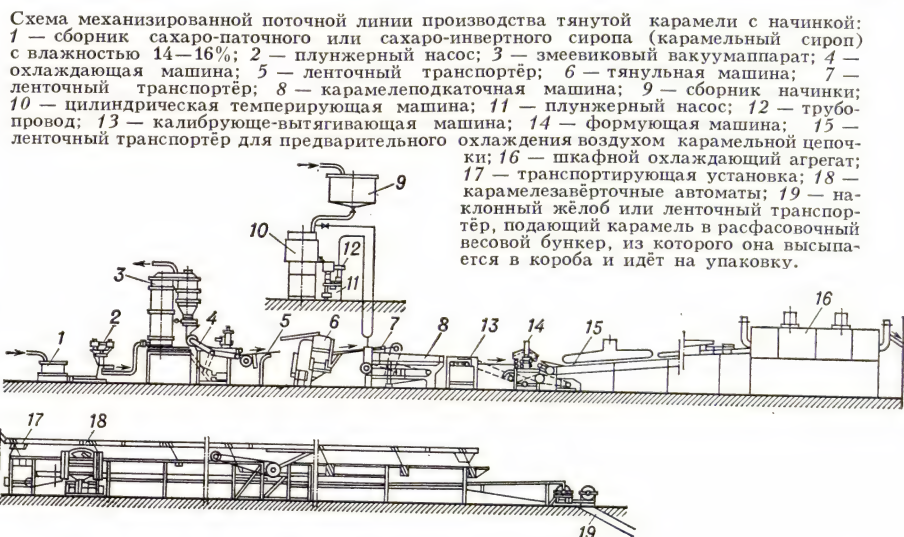 Схема механизированной поточной линии производства тянутой карамели с начинкой:
1 — сборник сахаро-паточного или сахаро-инвертного сиропа (карамельный сироп)
с влажностью 14—16%; 2 — плунжерный насос; 3 — змеевиковый вакуумаппарат; 4 —
охлаждающая машина; 5 — ленточный транспортёр; 6 — тянульная машина; 7 —
ленточный транспортёр; 8 — карамелеподкаточная машина; 9 — сборник начинки;
10 — цилиндрическая темперирующая машина; 11 — плунжерный насос; 12 — трубо-
провод; 13 — калибрующе-вытягивающая машина; 14 — формующая машина; 15 —
ленточный транспортёр для предварительного охлаждения воздухом карамельной цепоч-
ки; 16 — шкафной охлаждающий агрегат;
17 — транспортирующая установка; 18 —
карамелезавёрточные автоматы; 19 — на-
клонный жёлоб или ленточный транспор-
тёр, подающий карамель в расфасовочный
весовой бункер, из которого она высыпа-
ется в короба и идёт на упаковку.
9
10
12
11
3
1
2
4
5
6
7
8
13
14
15
16
17
18
19